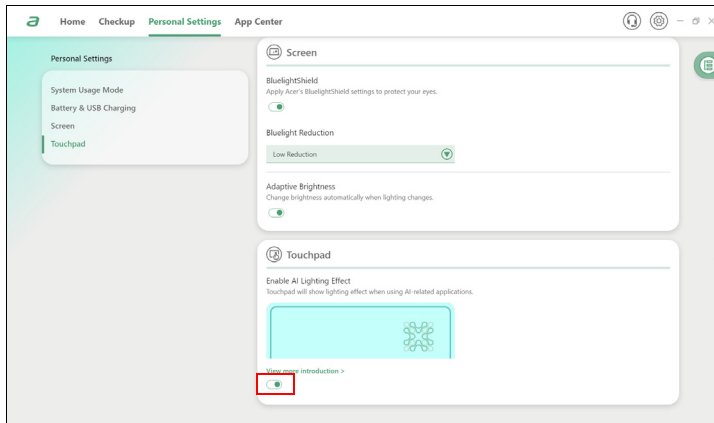 a Home Checkup Personal Settings App Center
Personal Settings
System Usage Mode
Battery & USB Charging
Screen
Touchpad
Screen
BluelightShield
Apply Acer's BluelightShield settings to protect your eyes.
Bluelight Reduction
Low Reduction
Adaptive Brightness
Change brightness automatically when lighting changes.
Touchpad
Enable AI Lighting Effect
Touchpad will show lighting effect when using AI-related applications.
View more introduction >